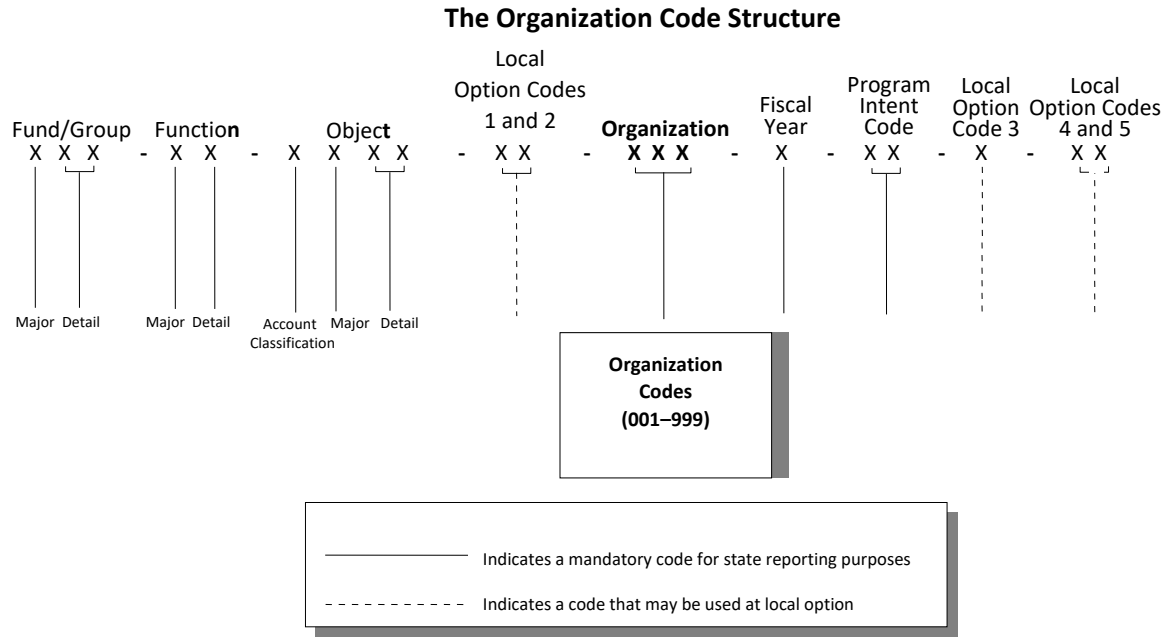 The Organization Code Structure
Local
Option Codes
1 and 2
Program
Intent
Code
Local
Option
Code 3
Local
Option Codes
4 and 5
Fiscal
Year
Fund/Group
Function
Object
Organization
X X X - X X - X X X X - X X - X X X - X - X X - X - X X
Major Detail
Major Detail
Account
Classification
Major Detail
Organization
Codes
(001–999)
Indicates a mandatory code for state reporting purposes
Indicates a code that may be used at local option